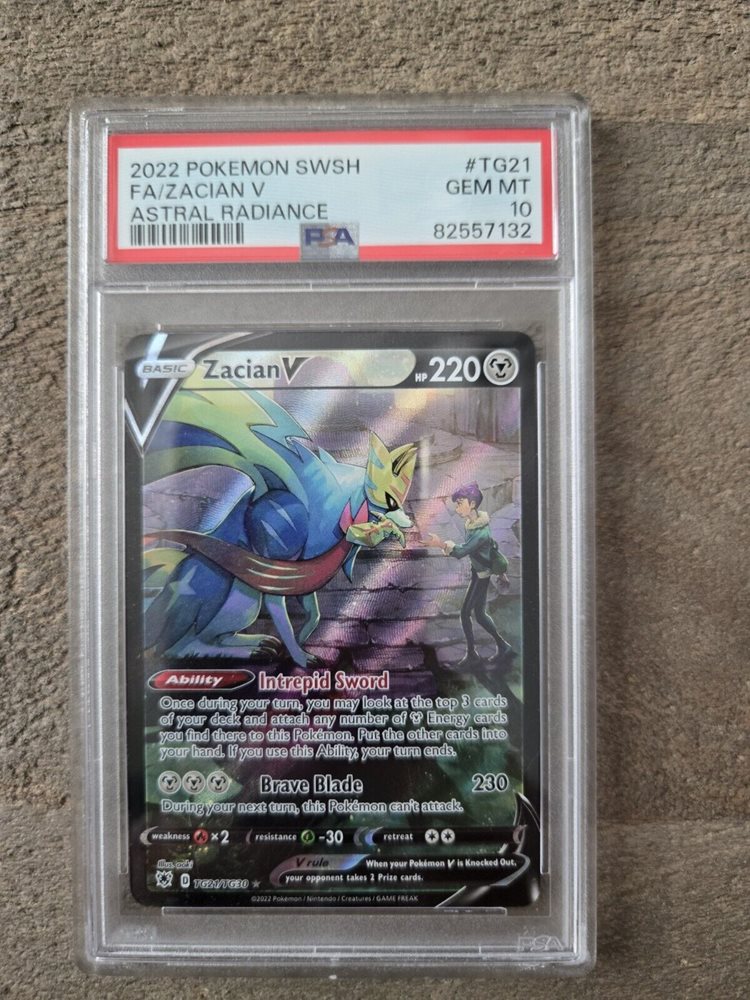 2022 POKEMON SWSH #TG21
FA/ZACIAN V GEM MT
ASTRAL RADIANCE 10
PSA 82557132
BASIC Zacian V HP 220
Ability Intrepid Sword
Once during your turn, you may look at the top 3 cards
of your deck and attach any number of Energy cards
you find there to this Pokémon. Put the other cards into
your hand. If you use this Ability, your turn ends.
Brave Blade 230
During your next turn, this Pokémon can't attack.
weakness ×2 resistance -30 retreat
V rule When your Pokémon V is Knocked Out,
your opponent takes 2 Prize cards.
Illus. aoki
D TG21/TG30
©2022 Pokémon / Nintendo / Creatures / GAME FREAK
PSA